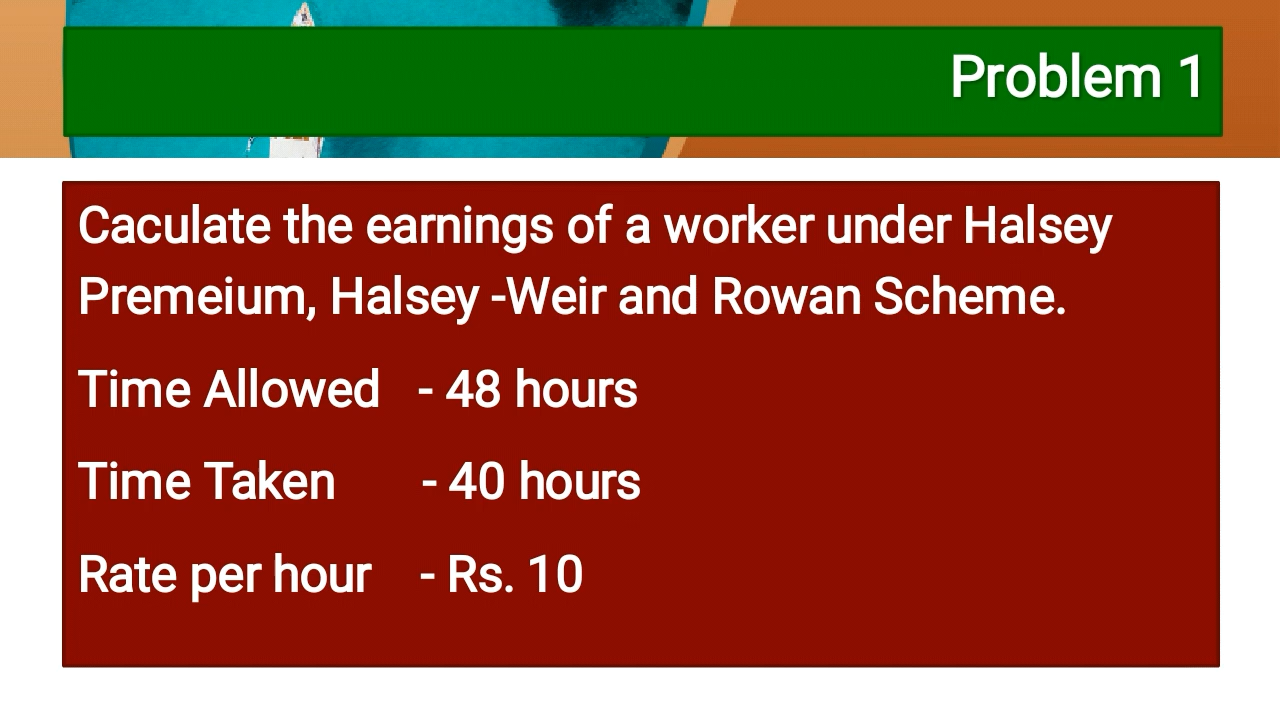 Problem 1
Caculate the earnings of a worker under Halsey
Premeium, Halsey -Weir and Rowan Scheme.
Time Allowed - 48 hours
Time Taken - 40 hours
Rate per hour - Rs. 10